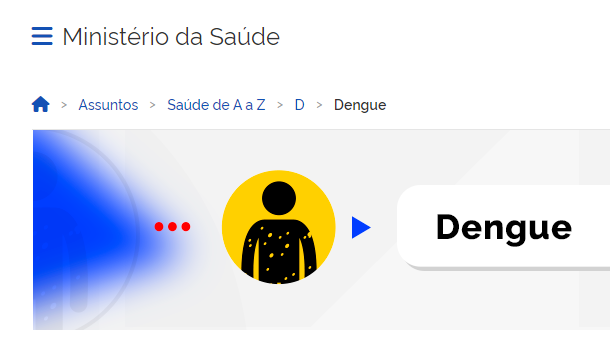 Ministério da Saúde
> Assuntos > Saúde de A a Z > D > Dengue
Dengue